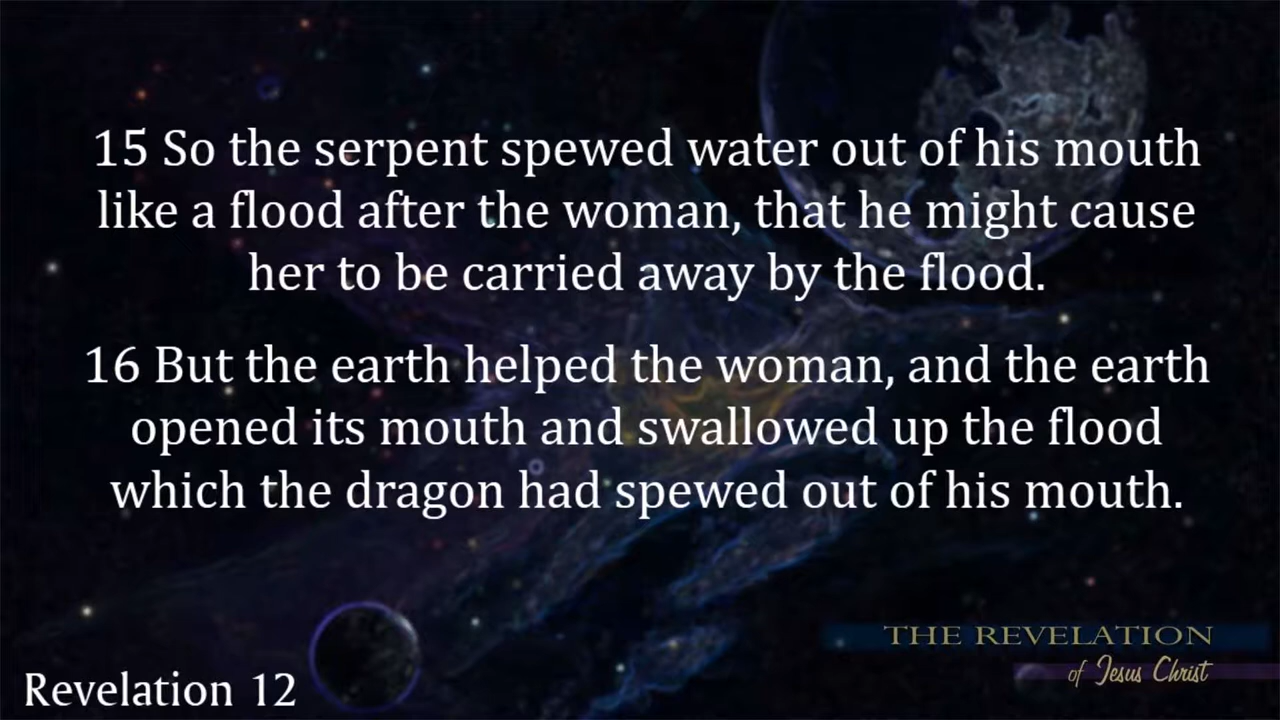 15 So the serpent spewed water out of his mouth
like a flood after the woman, that he might cause
her to be carried away by the flood.
16 But the earth helped the woman, and the earth
opened its mouth and swallowed up the flood
which the dragon had spewed out of his mouth.
THE REVELATION
of Jesus Christ
Revelation 12